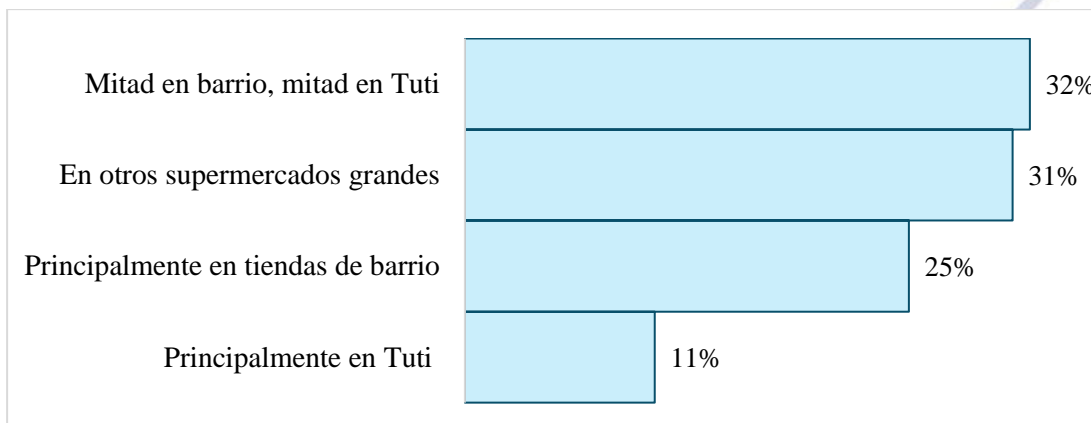 Mitad en barrio, mitad en Tuti 32%
En otros supermercados grandes 31%
Principalmente en tiendas de barrio 25%
Principalmente en Tuti 11%